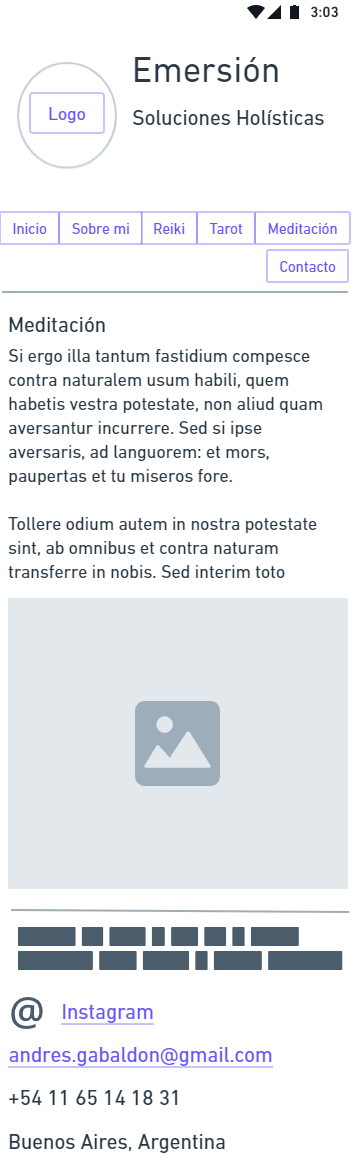 3:03
Emersión
Logo
Soluciones Holísticas
Inicio Sobre mi Reiki Tarot Meditación
Contacto
Meditación
Si ergo illa tantum fastidium compesce
contra naturalem usum habili, quem
habetis vestra potestate, non aliud quam
aversantur incurrere. Sed si ipse
aversaris, ad languorem: et mors,
paupertas et tu miseros fore.
Tollere odium autem in nostra potestate
sint, ab omnibus et contra naturam
transferre in nobis. Sed interim toto
@ Instagram
andres.gabaldon@gmail.com
+54 11 65 14 18 31
Buenos Aires, Argentina